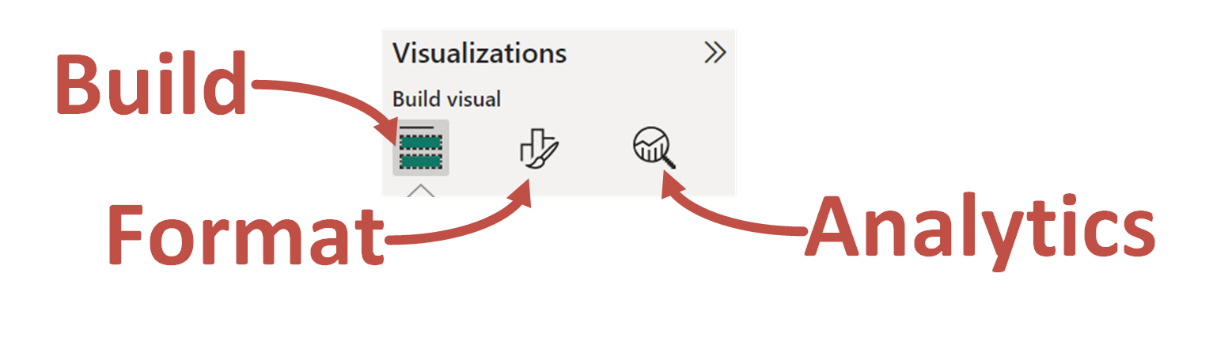 Visualizations
Build
Build visual
Format
Analytics